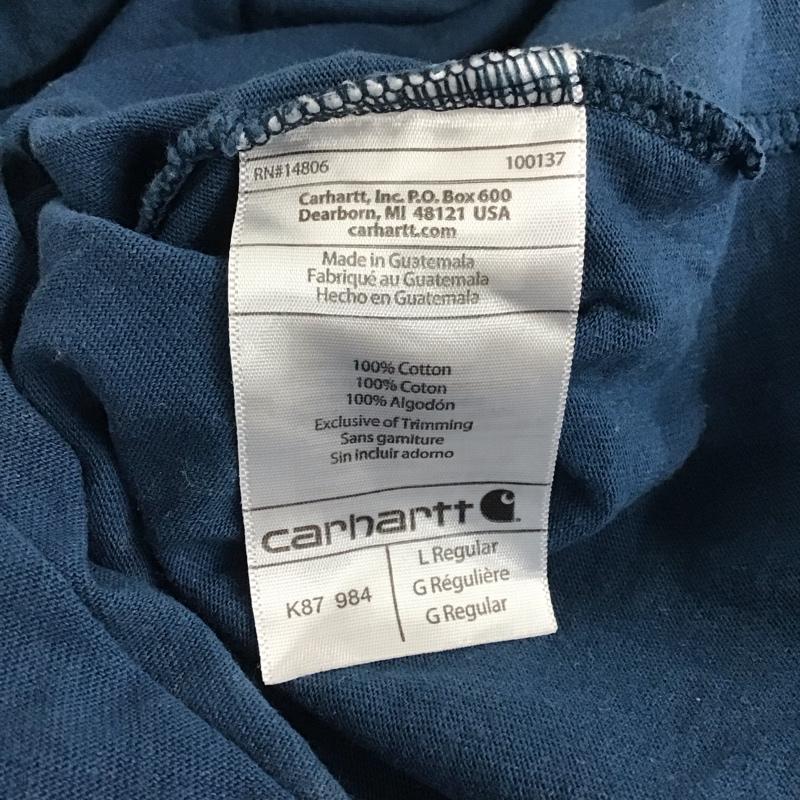 RN#14806 100137
Carhartt, Inc. P.O. Box 600
Dearborn, MI 48121 USA
carhartt.com
Made in Guatemala
Fabriqué au Guatemala
Hecho en Guatemala
100% Cotton
100% Coton
100% Algodón
Exclusive of Trimming
Sans garniture
Sin incluir adorno
carhartt
K87 984
L Regular
G Régulière
G Regular